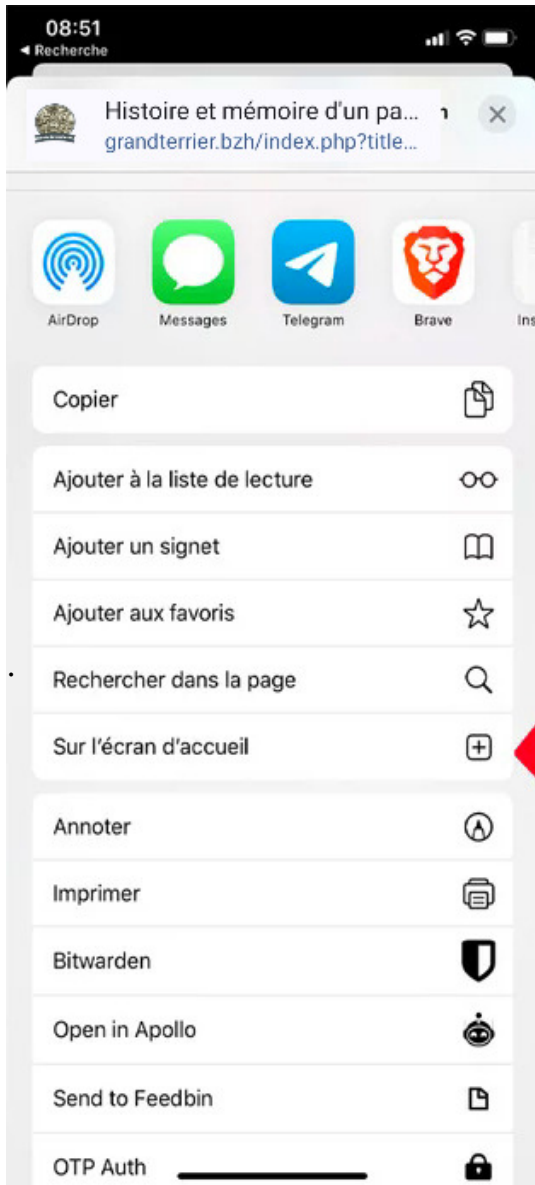 08:51
◀ Recherche
Histoire et mémoire d'un pa...
grandterrier.bzh/index.php?title...
AirDrop
Messages
Telegram
Brave
Ins
Copier
Ajouter à la liste de lecture
Ajouter un signet
Ajouter aux favoris
Rechercher dans la page
Sur l'écran d'accueil
Annoter
Imprimer
Bitwarden
Open in Apollo
Send to Feedbin
OTP Auth